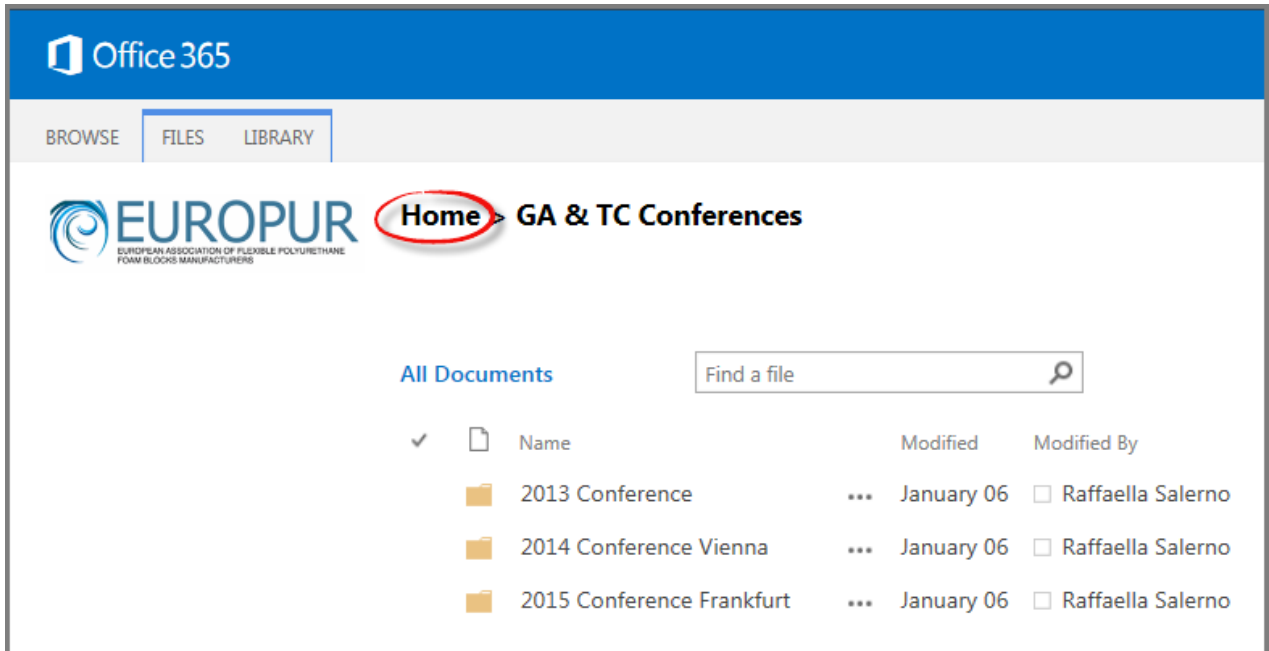 Office 365
BROWSE FILES LIBRARY
EUROPUR
EUROPEAN ASSOCIATION OF FLEXIBLE POLYURETHANE
FOAM BLOCKS MANUFACTURERS
Home > GA & TC Conferences
All Documents Find a file
Name Modified Modified By
2013 Conference ... January 06 Raffaella Salerno
2014 Conference Vienna ... January 06 Raffaella Salerno
2015 Conference Frankfurt ... January 06 Raffaella Salerno